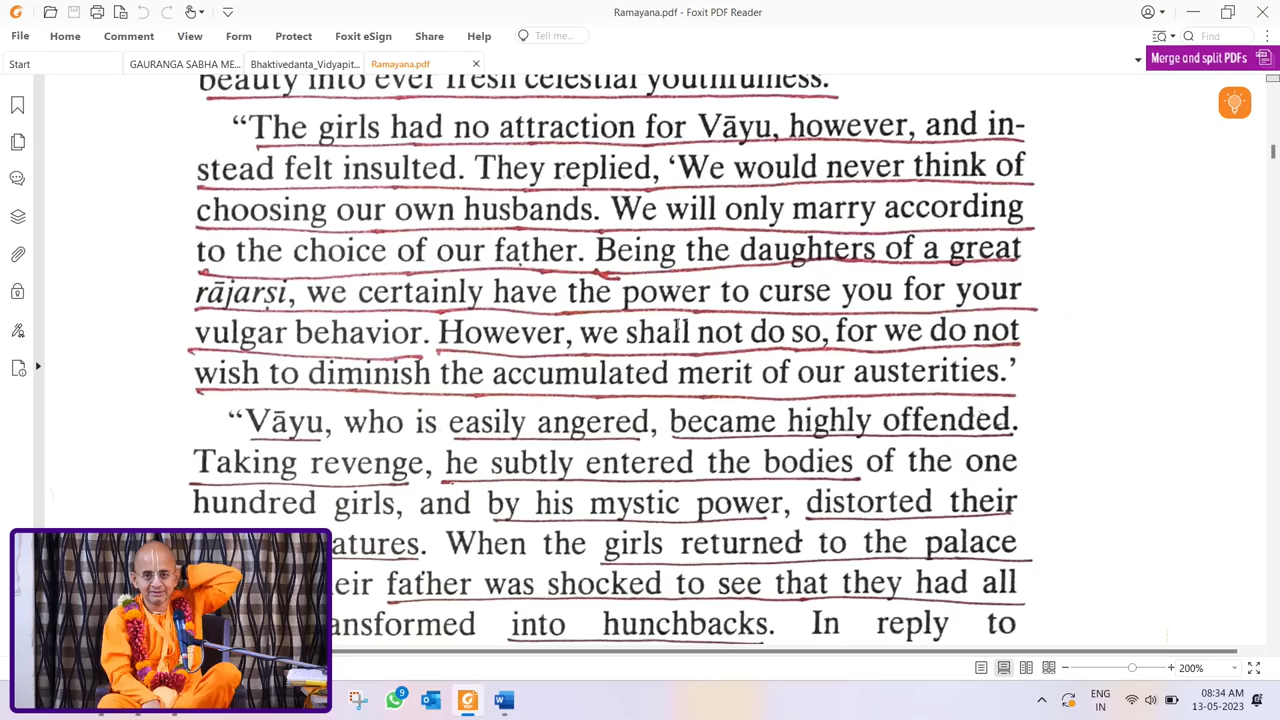 Ramayana.pdf - Foxit PDF Reader
File Home Comment View Form Protect Foxit eSign Share Help Tell me... Find
Start GAURANGA SABHA ME... Bhaktivedanta_Vidyapit... Ramayana.pdf
Merge and split PDFs
beauty into ever fresh celestial youthfulness.
“The girls had no attraction for Vāyu, however, and in-
stead felt insulted. They replied, ‘We would never think of
choosing our own husbands. We will only marry according
to the choice of our father. Being the daughters of a great
rājarṣi, we certainly have the power to curse you for your
vulgar behavior. However, we shall not do so, for we do not
wish to diminish the accumulated merit of our austerities.’
“Vāyu, who is easily angered, became highly offended.
Taking revenge, he subtly entered the bodies of the one
hundred girls, and by his mystic power, distorted their
atures. When the girls returned to the palace
eir father was shocked to see that they had all
ansformed into hunchbacks. In reply to
200%
9
ENG
IN
08:34 AM
13-05-2023